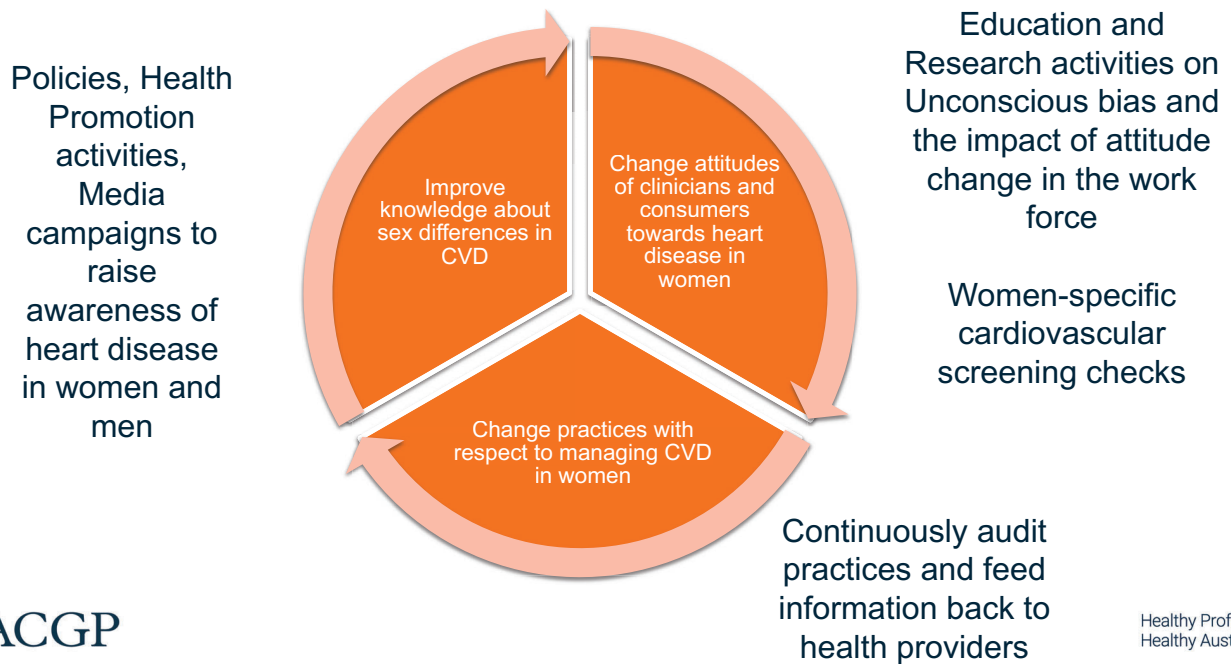 Policies, Health
Promotion
activities,
Media
campaigns to
raise
awareness of
heart disease
in women and
men
Improve
knowledge about
sex differences in
CVD
Change attitudes
of clinicians and
consumers
towards heart
disease in
women
Change practices with
respect to managing CVD
in women
Education and
Research activities on
Unconscious bias and
the impact of attitude
change in the work
force
Women-specific
cardiovascular
screening checks
Continuously audit
practices and feed
information back to
health providers
ACGP
Healthy Prof
Healthy Aust